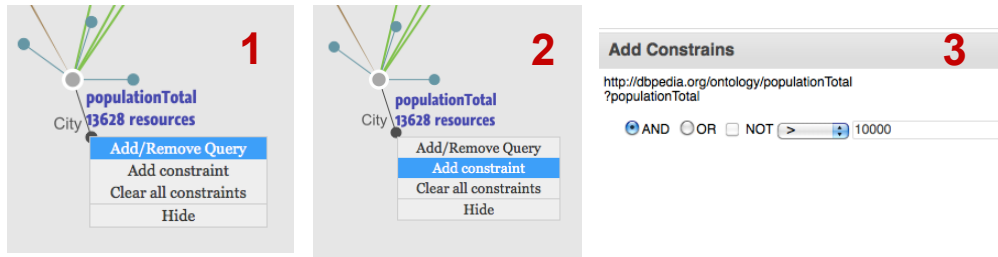 1
populationTotal
City 13628 resources
Add/Remove Query
Add constraint
Clear all constraints
Hide
2
populationTotal
City 13628 resources
Add/Remove Query
Add constraint
Clear all constraints
Hide
Add Constrains 3
http://dbpedia.org/ontology/populationTotal
?populationTotal
AND OR NOT > 10000